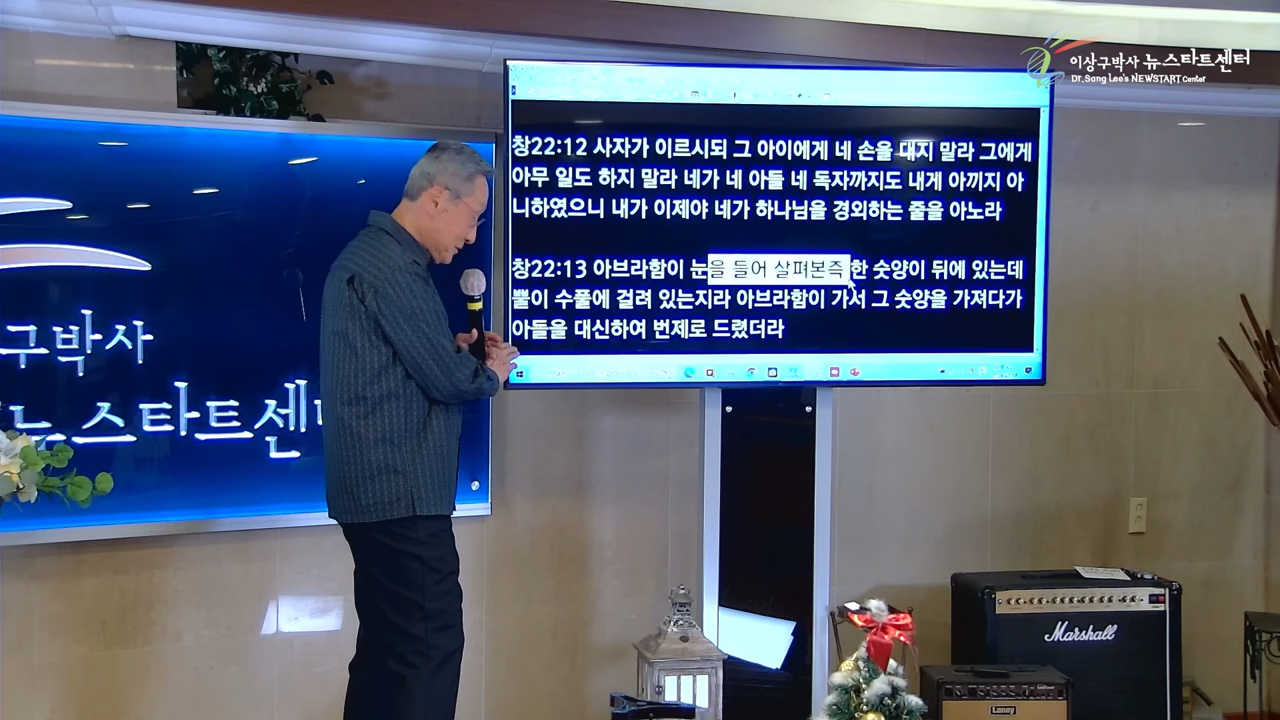 이상구박사 뉴스타트센터
Dr. Sang Lee's NEWSTART Center
창22:12 사자가 이르시되 그 아이에게 네 손을 대지 말라 그에게
아무 일도 하지 말라 네가 네 아들 네 독자까지도 내게 아끼지 아
니하였으니 내가 이제야 네가 하나님을 경외하는 줄을 아노라
창22:13 아브라함이 눈을 들어 살펴본즉 한 숫양이 뒤에 있는데
뿔이 수풀에 걸려 있는지라 아브라함이 가서 그 숫양을 가져다가
아들을 대신하여 번제로 드렸더라
구박사
뉴스타트센
Marshall
Laney